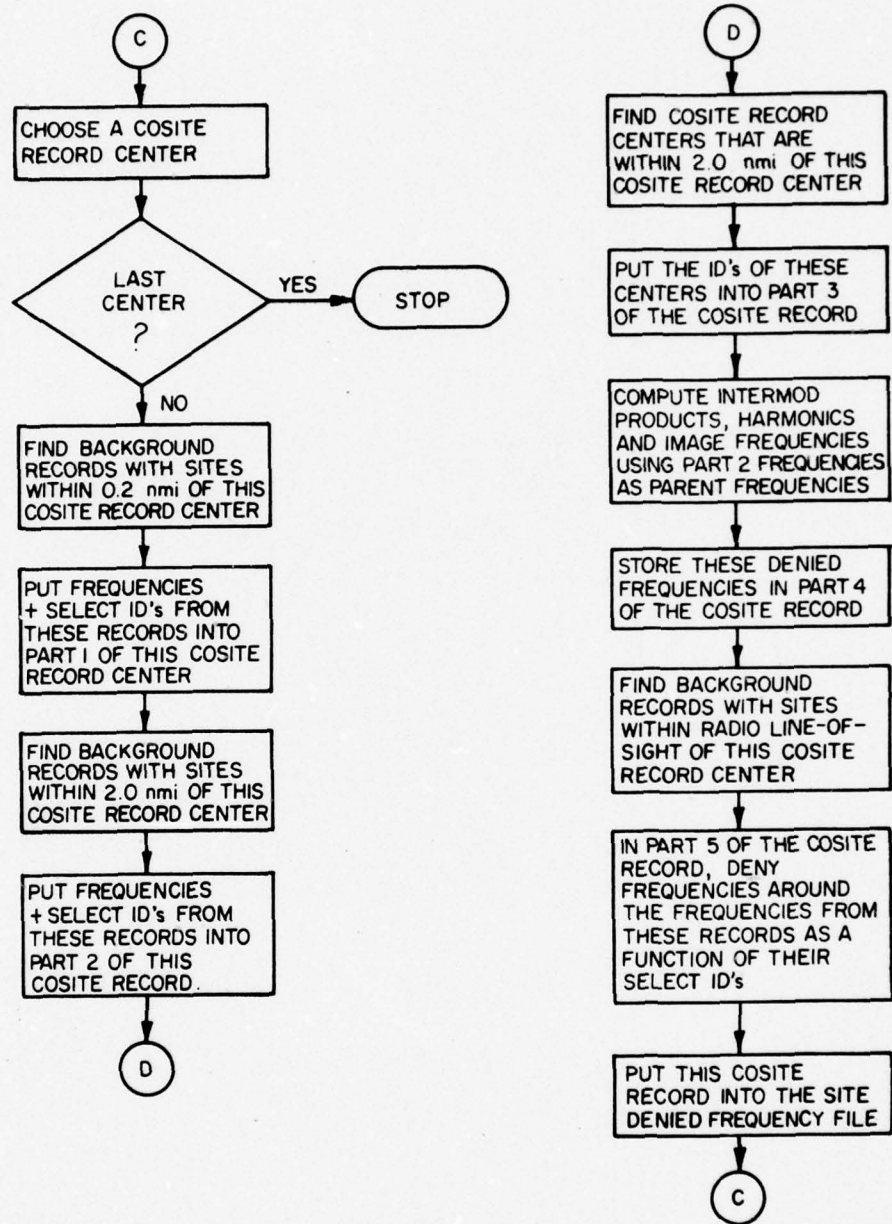 C
CHOOSE A COSITE
RECORD CENTER
LAST
CENTER
?
YES
STOP
NO
FIND BACKGROUND
RECORDS WITH SITES
WITHIN 0.2 nmi OF THIS
COSITE RECORD CENTER
PUT FREQUENCIES
+ SELECT ID's FROM
THESE RECORDS INTO
PART 1 OF THIS COSITE
RECORD CENTER
FIND BACKGROUND
RECORDS WITH SITES
WITHIN 2.0 nmi OF THIS
COSITE RECORD CENTER
PUT FREQUENCIES
+ SELECT ID's FROM
THESE RECORDS INTO
PART 2 OF THIS
COSITE RECORD.
D
D
FIND COSITE RECORD
CENTERS THAT ARE
WITHIN 2.0 nmi OF THIS
COSITE RECORD CENTER
PUT THE ID's OF THESE
CENTERS INTO PART 3
OF THE COSITE RECORD
COMPUTE INTERMOD
PRODUCTS, HARMONICS
AND IMAGE FREQUENCIES
USING PART 2 FREQUENCIES
AS PARENT FREQUENCIES
STORE THESE DENIED
FREQUENCIES IN PART 4
OF THE COSITE RECORD
FIND BACKGROUND
RECORDS WITH SITES
WITHIN RADIO LINE-OF-
SIGHT OF THIS COSITE
RECORD CENTER
IN PART 5 OF THE COSITE
RECORD, DENY
FREQUENCIES AROUND
THE FREQUENCIES FROM
THESE RECORDS AS A
FUNCTION OF THEIR
SELECT ID's
PUT THIS COSITE
RECORD INTO THE SITE
DENIED FREQUENCY FILE
C